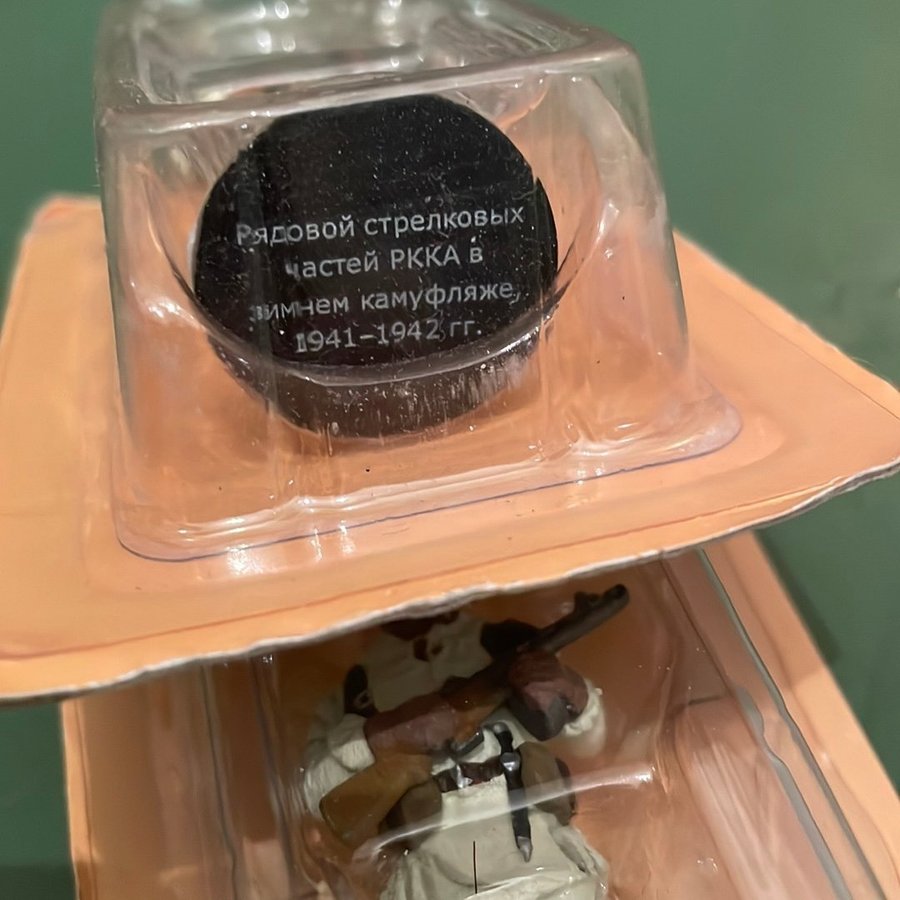 Рядовой стрелковых
частей РККА в
зимнем камуфляже,
1941–1942 гг.